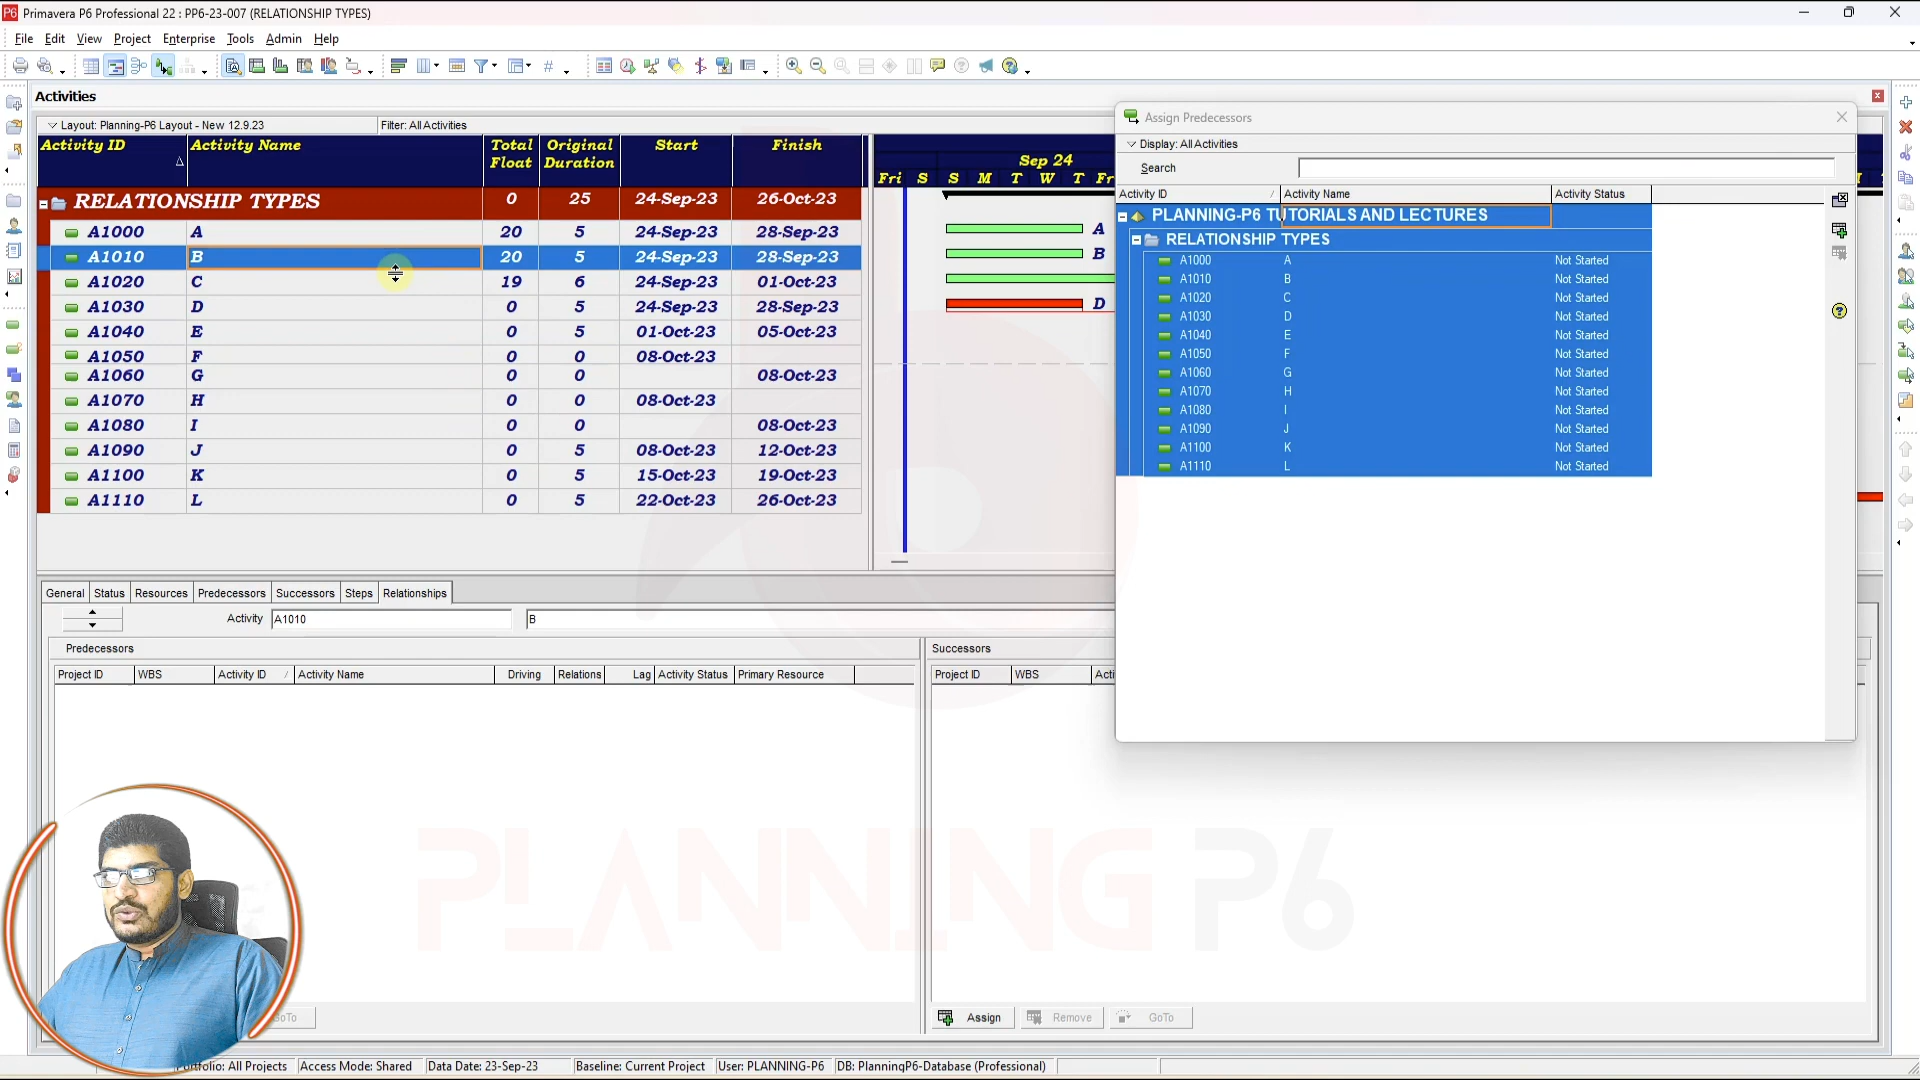 Primavera P6 Professional 22 : PP6-23-007 (RELATIONSHIP TYPES)
File Edit View Project Enterprise Tools Admin Help
Activities
Layout: Planning-P6 Layout - New 12.9.23 Filter: All Activities
Activity ID Activity Name Total Float Original Duration Start Finish
RELATIONSHIP TYPES 0 25 24-Sep-23 26-Oct-23
A1000 A 20 5 24-Sep-23 28-Sep-23
A1010 B 20 5 24-Sep-23 28-Sep-23
A1020 C 19 6 24-Sep-23 01-Oct-23
A1030 D 0 5 24-Sep-23 28-Sep-23
A1040 E 0 5 01-Oct-23 05-Oct-23
A1050 F 0 0 08-Oct-23
A1060 G 0 0 08-Oct-23
A1070 H 0 0 08-Oct-23
A1080 I 0 0 08-Oct-23
A1090 J 0 5 08-Oct-23 12-Oct-23
A1100 K 0 5 15-Oct-23 19-Oct-23
A1110 L 0 5 22-Oct-23 26-Oct-23
Sep 24
Fri S S M T W T Fr
A
B
D
Assign Predecessors
Display: All Activities
Search
Activity ID Activity Name Activity Status
PLANNING-P6 TUTORIALS AND LECTURES
RELATIONSHIP TYPES
A1000 A Not Started
A1010 B Not Started
A1020 C Not Started
A1030 D Not Started
A1040 E Not Started
A1050 F Not Started
A1060 G Not Started
A1070 H Not Started
A1080 I Not Started
A1090 J Not Started
A1100 K Not Started
A1110 L Not Started
General Status Resources Predecessors Successors Steps Relationships
Activity A1010 B
Predecessors
Project ID WBS Activity ID Activity Name Driving Relations Lag Activity Status Primary Resource
Successors
Project ID WBS Acti
PLANNING P6
GoTo
Assign Remove GoTo
Portfolio: All Projects Access Mode: Shared Data Date: 23-Sep-23 Baseline: Current Project User: PLANNING-P6 DB: PlanningP6-Database (Professional)